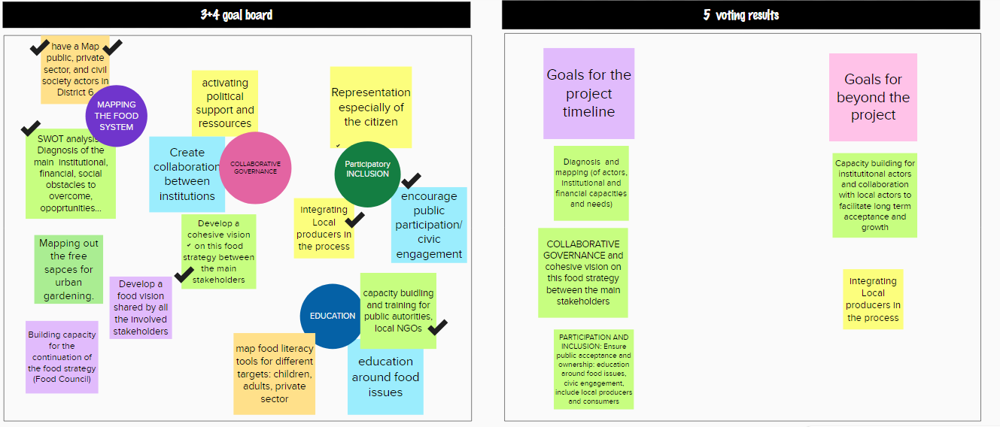 3+4 goal board
have a Map
public, private
sector, and civil
society actors in
District 6
MAPPING
THE FOOD
SYSTEM
activating
political
support and
ressources
Representation
especially of
the citizen
SWOT analysis
Diagnosis of the
main institutional,
financial, social
obstacles to
overcome,
opoprtunities...
Create
collaboration
between
institutions
COLLABORATIVE
GOVERNANCE
Participatory
INCLUSION
encourage
public
participation/
civic
engagement
integrating
Local
producers in
the process
Develop a
cohesive vision
on this food
strategy between
the main
stakeholders
Mapping out
the free
sapces for
urban
gardening.
Develop a
food vision
shared by all
the involved
stakeholders
EDUCATION
capacity buidling
and training for
public autorities,
local NGOs
Building capacity
for the
continuation of
the food strategy
(Food Council)
map food literacy
tools for different
targets: children,
adults, private
sector
education
around food
issues
5 voting results
Goals for the
project
timeline
Goals for
beyond the
project
Diagnosis and
mapping (of actors,
institutional and
financial capacities
and needs)
Capacity building for
institutitonal actors
and collaboration
with local actors to
facilitate long term
acceptance and
growth
COLLABORATIVE
GOVERNANCE and
cohesive vision on
this food strategy
between the main
stakeholders
integrating
Local
producers in
the process
PARTICIPATION AND
INCLUSION: Ensure
public acceptance and
ownership: education
around food issues,
civic engagement,
include local producers
and consumers